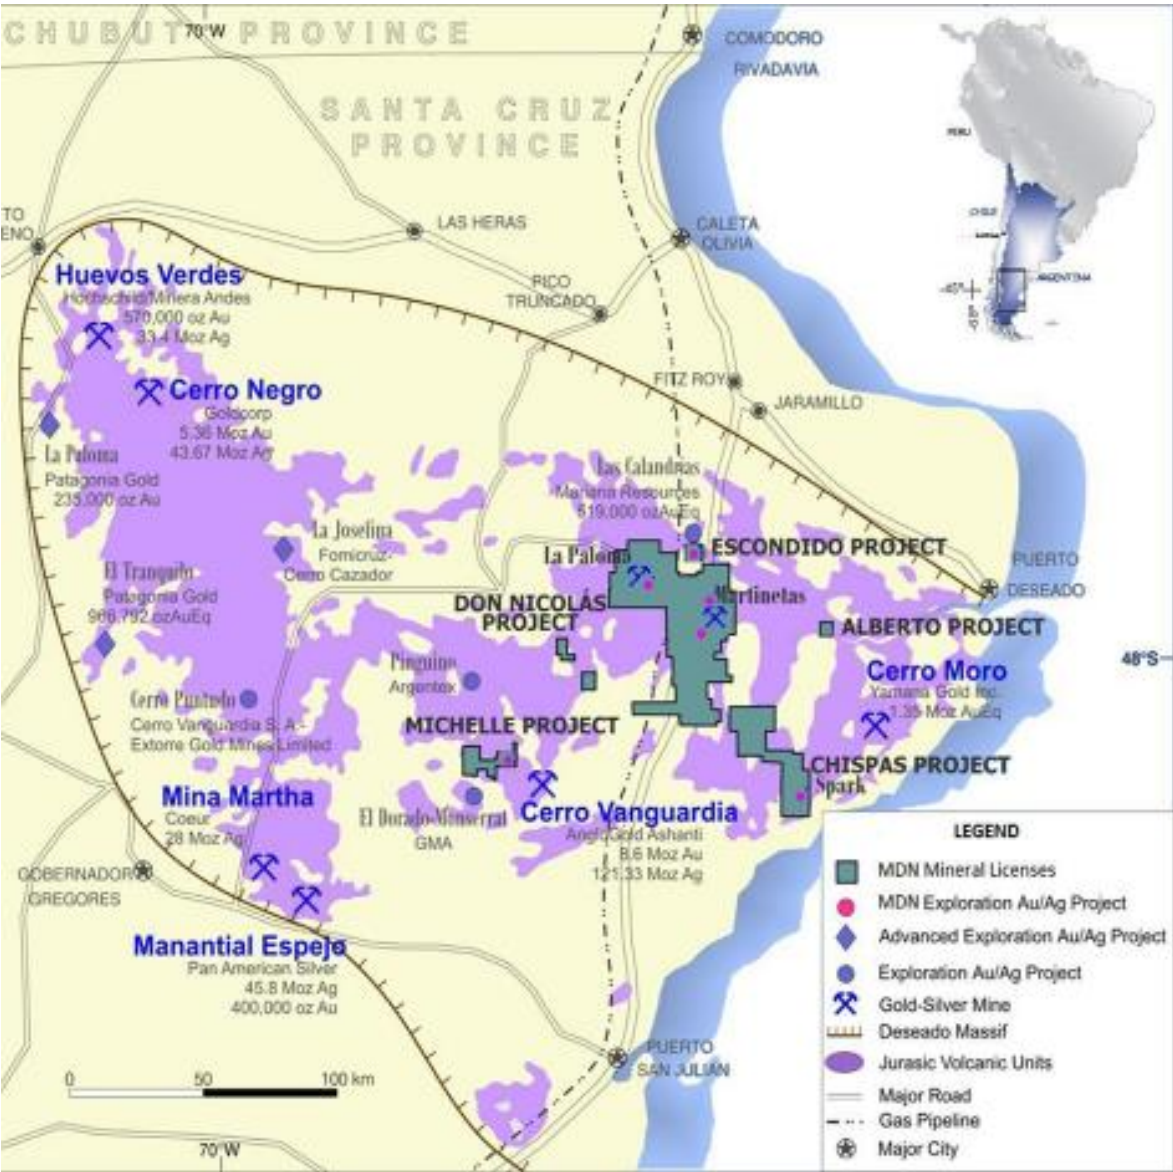 CHUBUT PROVINCE
70°W
COMODORO
RIVADAVIA
SANTA CRUZ
PROVINCE
PERU
CHILE
ARGENTINA
-45°
TO
ENO
LAS HERAS
CALETA
OLIVIA
PICO
TRUNCADO
Huevos Verdes
Hochschild/Minera Andes
570,000 oz Au
33.4 Moz Ag
Cerro Negro
Goldcorp
5.36 Moz Au
43.67 Moz Ag
FITZ ROY
JARAMILLO
La Paloma
Patagonia Gold
235,000 oz Au
Las Calandrias
Mariana Resources
519,000 ozAuEq
La Josefina
Fomicruz-
Cerro Cazador
La Paloma
ESCONDIDO PROJECT
PUERTO
DESEADO
El Tranquilo
Patagonia Gold
966,792 ozAuEq
DON NICOLÁS
PROJECT
Martinetas
ALBERTO PROJECT
48°S
Pinguino
Argentex
Cerro Moro
Yamana Gold Inc.
1.35 Moz AuEq
Cerro Puntudo
Cerro Vanguardia S. A -
Extorre Gold Mines Limited
MICHELLE PROJECT
CHISPAS PROJECT
Spark
Mina Martha
Coeur
28 Moz Ag
El Dorado-Monserrat
GMA
Cerro Vanguardia
AngloGold Ashanti
8.6 Moz Au
121.33 Moz Ag
GOBERNADOR
GREGORES
Manantial Espejo
Pan American Silver
45.8 Moz Ag
400,000 oz Au
PUERTO
SAN JULIAN
0 50 100 km
70°W
LEGEND
MDN Mineral Licenses
MDN Exploration Au/Ag Project
Advanced Exploration Au/Ag Project
Exploration Au/Ag Project
Gold-Silver Mine
Deseado Massif
Jurasic Volcanic Units
Major Road
Gas Pipeline
Major City